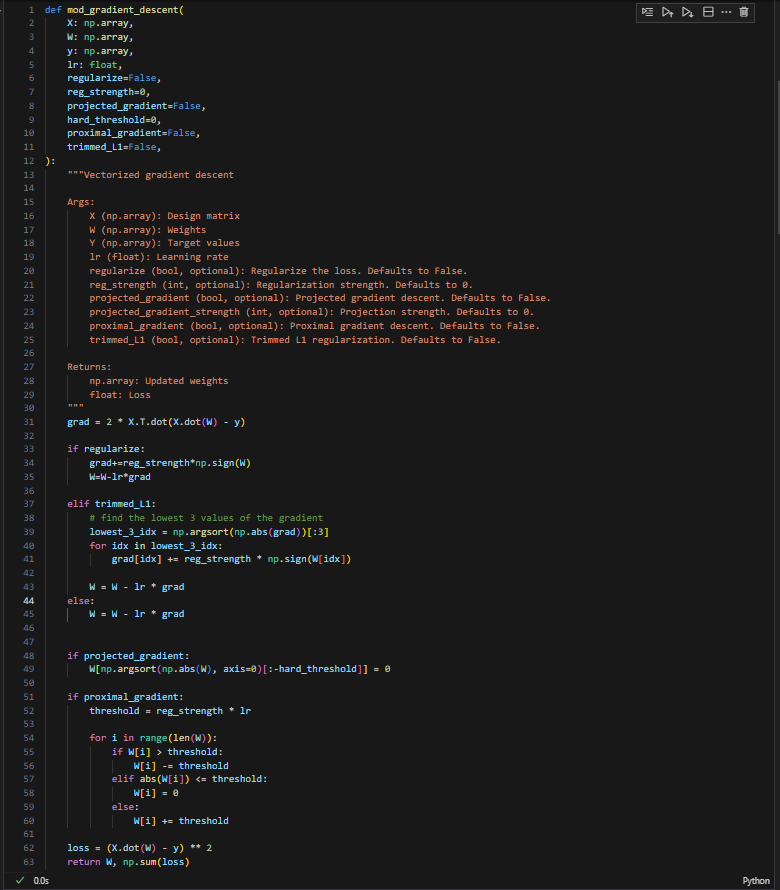 1 def mod_gradient_descent(
2     X: np.array,
3     W: np.array,
4     y: np.array,
5     lr: float,
6     regularize=False,
7     reg_strength=0,
8     projected_gradient=False,
9     hard_threshold=0,
10     proximal_gradient=False,
11     trimmed_L1=False,
12 ):
13     """Vectorized gradient descent
14
15     Args:
16         X (np.array): Design matrix
17         W (np.array): Weights
18         Y (np.array): Target values
19         lr (float): Learning rate
20         regularize (bool, optional): Regularize the loss. Defaults to False.
21         reg_strength (int, optional): Regularization strength. Defaults to 0.
22         projected_gradient (bool, optional): Projected gradient descent. Defaults to False.
23         projected_gradient_strength (int, optional): Projection strength. Defaults to 0.
24         proximal_gradient (bool, optional): Proximal gradient descent. Defaults to False.
25         trimmed_L1 (bool, optional): Trimmed L1 regularization. Defaults to False.
26
27     Returns:
28         np.array: Updated weights
29         float: Loss
30     """
31     grad = 2 * X.T.dot(X.dot(W) - y)
32
33     if regularize:
34         grad+=reg_strength*np.sign(W)
35         W=W-lr*grad
36
37     elif trimmed_L1:
38         # find the lowest 3 values of the gradient
39         lowest_3_idx = np.argsort(np.abs(grad))[:3]
40         for idx in lowest_3_idx:
41             grad[idx] += reg_strength * np.sign(W[idx])
42
43         W = W - lr * grad
44     else:
45         W = W - lr * grad
46
47
48     if projected_gradient:
49         W[np.argsort(np.abs(W), axis=0)[:-hard_threshold]] = 0
50
51     if proximal_gradient:
52         threshold = reg_strength * lr
53
54         for i in range(len(W)):
55             if W[i] > threshold:
56                 W[i] -= threshold
57             elif abs(W[i]) <= threshold:
58                 W[i] = 0
59             else:
60                 W[i] += threshold
61
62     loss = (X.dot(W) - y) ** 2
63     return W, np.sum(loss)
0.0s
Python